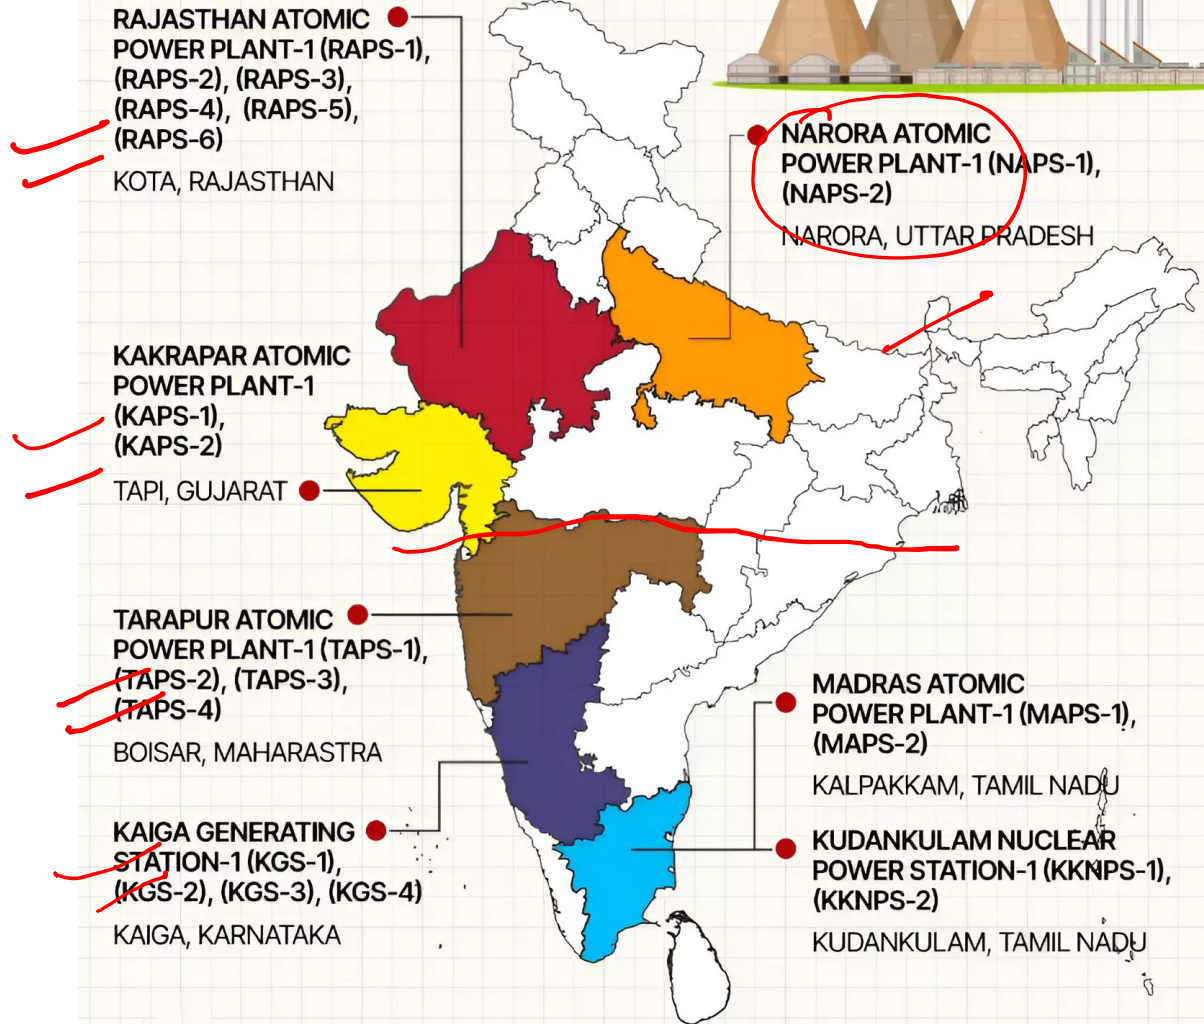 RAJASTHAN ATOMIC
POWER PLANT-1 (RAPS-1),
(RAPS-2), (RAPS-3),
(RAPS-4), (RAPS-5),
(RAPS-6)
KOTA, RAJASTHAN
NARORA ATOMIC
POWER PLANT-1 (NAPS-1),
(NAPS-2)
NARORA, UTTAR PRADESH
KAKRAPAR ATOMIC
POWER PLANT-1
(KAPS-1),
(KAPS-2)
TAPI, GUJARAT
TARAPUR ATOMIC
POWER PLANT-1 (TAPS-1),
(TAPS-2), (TAPS-3),
(TAPS-4)
BOISAR, MAHARASTRA
KAIGA GENERATING
STATION-1 (KGS-1),
(KGS-2), (KGS-3), (KGS-4)
KAIGA, KARNATAKA
MADRAS ATOMIC
POWER PLANT-1 (MAPS-1),
(MAPS-2)
KALPAKKAM, TAMIL NADU
KUDANKULAM NUCLEAR
POWER STATION-1 (KKNPS-1),
(KKNPS-2)
KUDANKULAM, TAMIL NADU